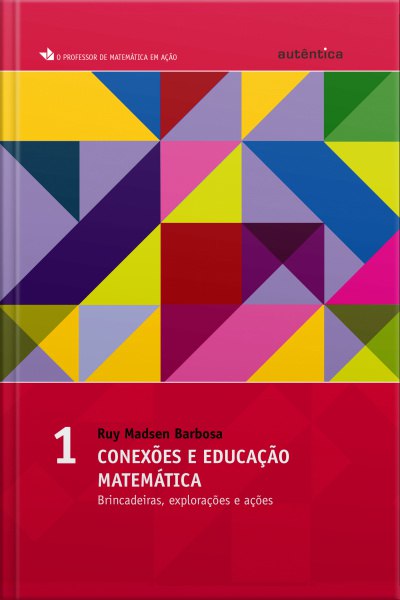 O PROFESSOR DE MATEMÁTICA EM AÇÃO
autêntica
1
Ruy Madsen Barbosa
CONEXÕES E EDUCAÇÃO
MATEMÁTICA
Brincadeiras, explorações e ações